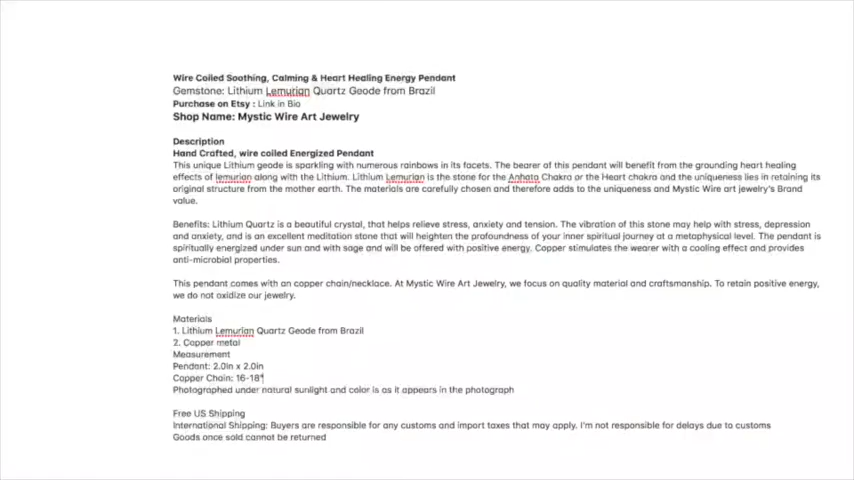 Wire Coiled Soothing, Calming & Heart Healing Energy Pendant
Gemstone: Lithium Lemurian Quartz Geode from Brazil
Purchase on Etsy : Link in Bio
Shop Name: Mystic Wire Art Jewelry
Description
Hand Crafted, wire coiled Energized Pendant
This unique Lithium geode is sparkling with numerous rainbows in its facets. The bearer of this pendant will benefit from the grounding heart healing
effects of lemurian along with the Lithium. Lithium Lemurian is the stone for the Anhata Chakra or the Heart chakra and the uniqueness lies in retaining its
original structure from the mother earth. The materials are carefully chosen and therefore adds to the uniqueness and Mystic Wire art jewelry's Brand
value.
Benefits: Lithium Quartz is a beautiful crystal, that helps relieve stress, anxiety and tension. The vibration of this stone may help with stress, depression
and anxiety, and is an excellent meditation stone that will heighten the profoundness of your inner spiritual journey at a metaphysical level. The pendant is
spiritually energized under sun and with sage and will be offered with positive energy. Copper stimulates the wearer with a cooling effect and provides
anti-microbial properties.
This pendant comes with an copper chain/necklace. At Mystic Wire Art Jewelry, we focus on quality material and craftsmanship. To retain positive energy,
we do not oxidize our jewelry.
Materials
1. Lithium Lemurian Quartz Geode from Brazil
2. Copper metal
Measurement
Pendant: 2.0in x 2.0in
Copper Chain: 16-18"
Photographed under natural sunlight and color is as it appears in the photograph
Free US Shipping
International Shipping: Buyers are responsible for any customs and import taxes that may apply. I'm not responsible for delays due to customs
Goods once sold cannot be returned